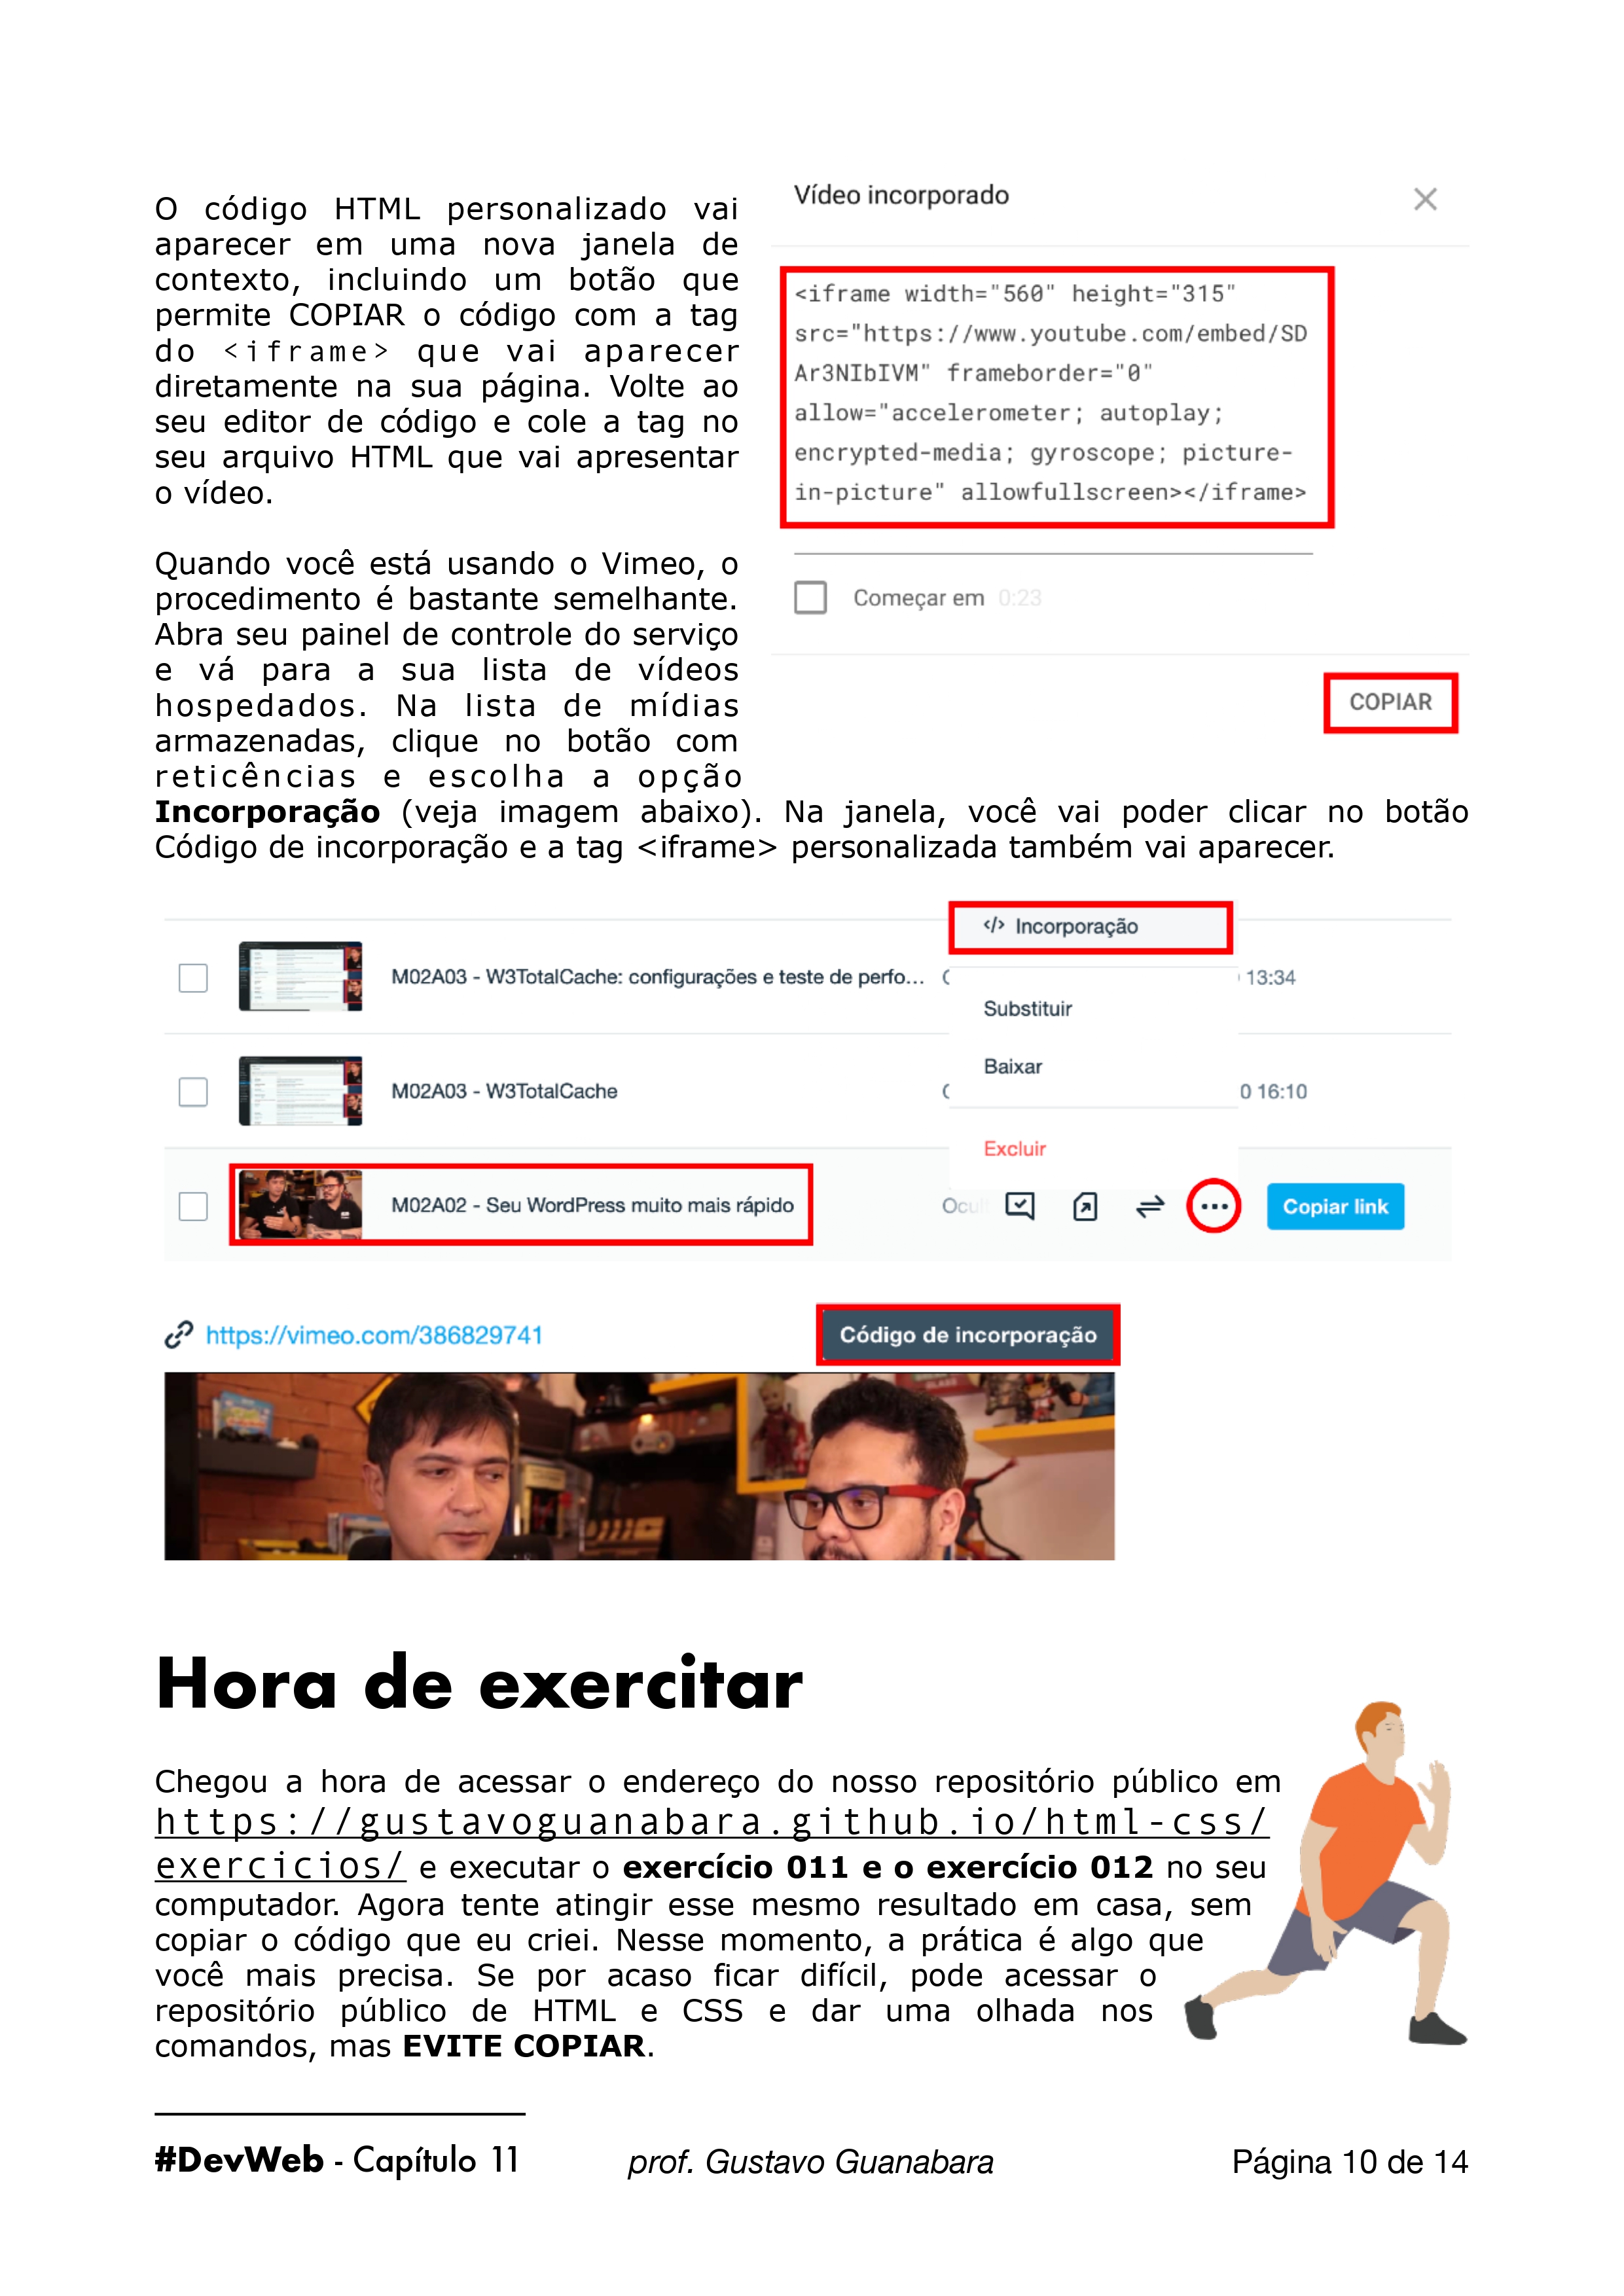 O código HTML personalizado vai
aparecer em uma nova janela de
contexto, incluindo um botão que
permite COPIAR o código com a tag
do <iframe> que vai aparecer
diretamente na sua página. Volte ao
seu editor de código e cole a tag no
seu arquivo HTML que vai apresentar
o vídeo.
Quando você está usando o Vimeo, o
procedimento é bastante semelhante.
Abra seu painel de controle do serviço
e vá para a sua lista de vídeos
hospedados. Na lista de mídias
armazenadas, clique no botão com
reticências e escolha a opção
Incorporação (veja imagem abaixo). Na janela, você vai poder clicar no botão
Código de incorporação e a tag <iframe> personalizada também vai aparecer.
Vídeo incorporado
<iframe width="560" height="315"
src="https://www.youtube.com/embed/SD
Ar3NIbIVM" frameborder="0"
allow="accelerometer; autoplay;
encrypted-media; gyroscope; picture-
in-picture" allowfullscreen></iframe>
Começar em 0:23
COPIAR
</> Incorporação
M02A03 - W3TotalCache: configurações e teste de perfo... 13:34
Substituir
Baixar
M02A03 - W3TotalCache 0 16:10
Excluir
M02A02 - Seu WordPress muito mais rápido Ocul ... Copiar link
https://vimeo.com/386829741 Código de incorporação
Hora de exercitar
Chegou a hora de acessar o endereço do nosso repositório público em
https://gustavoguanabara.github.io/html-css/
exercicios/ e executar o exercício 011 e o exercício 012 no seu
computador. Agora tente atingir esse mesmo resultado em casa, sem
copiar o código que eu criei. Nesse momento, a prática é algo que
você mais precisa. Se por acaso ficar difícil, pode acessar o
repositório público de HTML e CSS e dar uma olhada nos
comandos, mas EVITE COPIAR.
#DevWeb - Capítulo 11 prof. Gustavo Guanabara Página 10 de 14